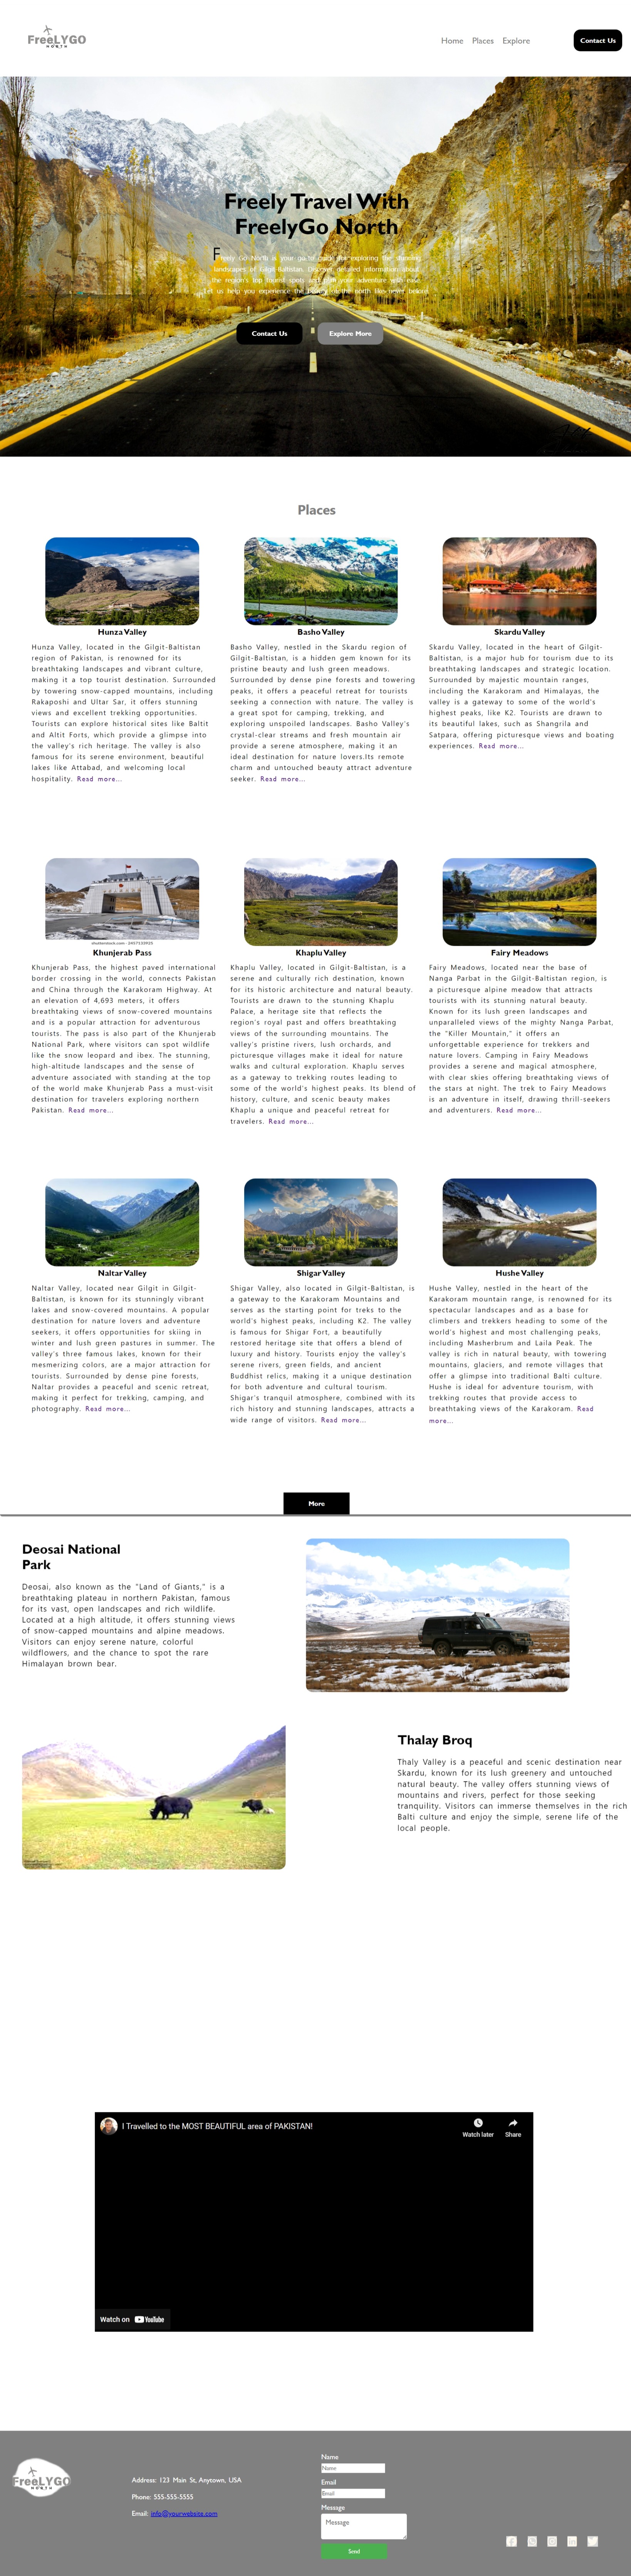 FreeLYGO
NORTH
Home Places Explore
Contact Us
Freely Travel With
FreelyGo North
Freely Go North is your go-to guide for exploring the stunning
landscapes of Gilgit-Baltistan. Discover detailed information about
the region's top tourist spots and plan your adventure with ease.
Let us help you experience the beauty of the north like never before.
Contact Us
Explore More
Places
Hunza Valley
Hunza Valley, located in the Gilgit-Baltistan
region of Pakistan, is renowned for its
breathtaking landscapes and vibrant culture,
making it a top tourist destination. Surrounded
by towering snow-capped mountains, including
Rakaposhi and Ultar Sar, it offers stunning
views and excellent trekking opportunities.
Tourists can explore historical sites like Baltit
and Altit Forts, which provide a glimpse into
the valley's rich heritage. The valley is also
famous for its serene environment, beautiful
lakes like Attabad, and welcoming local
hospitality. Read more...
Basho Valley
Basho Valley, nestled in the Skardu region of
Gilgit-Baltistan, is a hidden gem known for its
pristine beauty and lush green meadows.
Surrounded by dense pine forests and towering
peaks, it offers a peaceful retreat for tourists
seeking a connection with nature. The valley is
a great spot for camping, trekking, and
exploring unspoiled landscapes. Basho Valley's
crystal-clear streams and fresh mountain air
provide a serene atmosphere, making it an
ideal destination for nature lovers.Its remote
charm and untouched beauty attract adventure
seeker. Read more...
Skardu Valley
Skardu Valley, located in the heart of Gilgit-
Baltistan, is a major hub for tourism due to its
breathtaking landscapes and strategic location.
Surrounded by majestic mountain ranges,
including the Karakoram and Himalayas, the
valley is a gateway to some of the world's
highest peaks, like K2. Tourists are drawn to
its beautiful lakes, such as Shangrila and
Satpara, offering picturesque views and boating
experiences. Read more...
shutterstock.com · 2457133925
Khunjerab Pass
Khunjerab Pass, the highest paved international
border crossing in the world, connects Pakistan
and China through the Karakoram Highway. At
an elevation of 4,693 meters, it offers
breathtaking views of snow-covered mountains
and is a popular attraction for adventurous
tourists. The pass is also part of the Khunjerab
National Park, where visitors can spot wildlife
like the snow leopard and ibex. The stunning,
high-altitude landscapes and the sense of
adventure associated with standing at the top
of the world make Khunjerab Pass a must-visit
destination for travelers exploring northern
Pakistan. Read more...
Khaplu Valley
Khaplu Valley, located in Gilgit-Baltistan, is a
serene and culturally rich destination, known
for its historic architecture and natural beauty.
Tourists are drawn to the stunning Khaplu
Palace, a heritage site that reflects the
region's royal past and offers breathtaking
views of the surrounding mountains. The
valley's pristine rivers, lush orchards, and
picturesque villages make it ideal for nature
walks and cultural exploration. Khaplu serves
as a gateway to trekking routes leading to
some of the world's highest peaks. Its blend of
history, culture, and scenic beauty makes
Khaplu a unique and peaceful retreat for
travelers. Read more...
Fairy Meadows
Fairy Meadows, located near the base of
Nanga Parbat in the Gilgit-Baltistan region, is
a picturesque alpine meadow that attracts
tourists with its stunning natural beauty.
Known for its lush green landscapes and
unparalleled views of the mighty Nanga Parbat,
the "Killer Mountain," it offers an
unforgettable experience for trekkers and
nature lovers. Camping in Fairy Meadows
provides a serene and magical atmosphere,
with clear skies offering breathtaking views of
the stars at night. The trek to Fairy Meadows
is an adventure in itself, drawing thrill-seekers
and adventurers. Read more...
Naltar Valley
Naltar Valley, located near Gilgit in Gilgit-
Baltistan, is known for its stunningly vibrant
lakes and snow-covered mountains. A popular
destination for nature lovers and adventure
seekers, it offers opportunities for skiing in
winter and lush green pastures in summer. The
valley's three famous lakes, known for their
mesmerizing colors, are a major attraction for
tourists. Surrounded by dense pine forests,
Naltar provides a peaceful and scenic retreat,
making it perfect for trekking, camping, and
photography. Read more...
Shigar Valley
Shigar Valley, also located in Gilgit-Baltistan, is
a gateway to the Karakoram Mountains and
serves as the starting point for treks to the
world's highest peaks, including K2. The valley
is famous for Shigar Fort, a beautifully
restored heritage site that offers a blend of
luxury and history. Tourists enjoy the valley's
serene rivers, green fields, and ancient
Buddhist relics, making it a unique destination
for both adventure and cultural tourism.
Shigar's tranquil atmosphere, combined with its
rich history and stunning landscapes, attracts a
wide range of visitors. Read more...
Hushe Valley
Hushe Valley, nestled in the heart of the
Karakoram mountain range, is renowned for its
spectacular landscapes and as a base for
climbers and trekkers heading to some of the
world's highest and most challenging peaks,
including Masherbrum and Laila Peak. The
valley is rich in natural beauty, with towering
mountains, glaciers, and remote villages that
offer a glimpse into traditional Balti culture.
Hushe is ideal for adventure tourism, with
trekking routes that provide access to
breathtaking views of the Karakoram. Read
more...
More
Deosai National
Park
Deosai, also known as the "Land of Giants," is a
breathtaking plateau in northern Pakistan, famous
for its vast, open landscapes and rich wildlife.
Located at a high altitude, it offers stunning views
of snow-capped mountains and alpine meadows.
Visitors can enjoy serene nature, colorful
wildflowers, and the chance to spot the rare
Himalayan brown bear.
Thalay Broq
Thaly Valley is a peaceful and scenic destination near
Skardu, known for its lush greenery and untouched
natural beauty. The valley offers stunning views of
mountains and rivers, perfect for those seeking
tranquility. Visitors can immerse themselves in the rich
Balti culture and enjoy the simple, serene life of the
local people.
I Travelled to the MOST BEAUTIFUL area of PAKISTAN!
Watch later
Share
Watch on YouTube
FreeLYGO
NORTH
Address: 123 Main St, Anytown, USA
Phone: 555-555-5555
Email: info@yourwebsite.com
Name
Name
Email
Email
Message
Message
Send